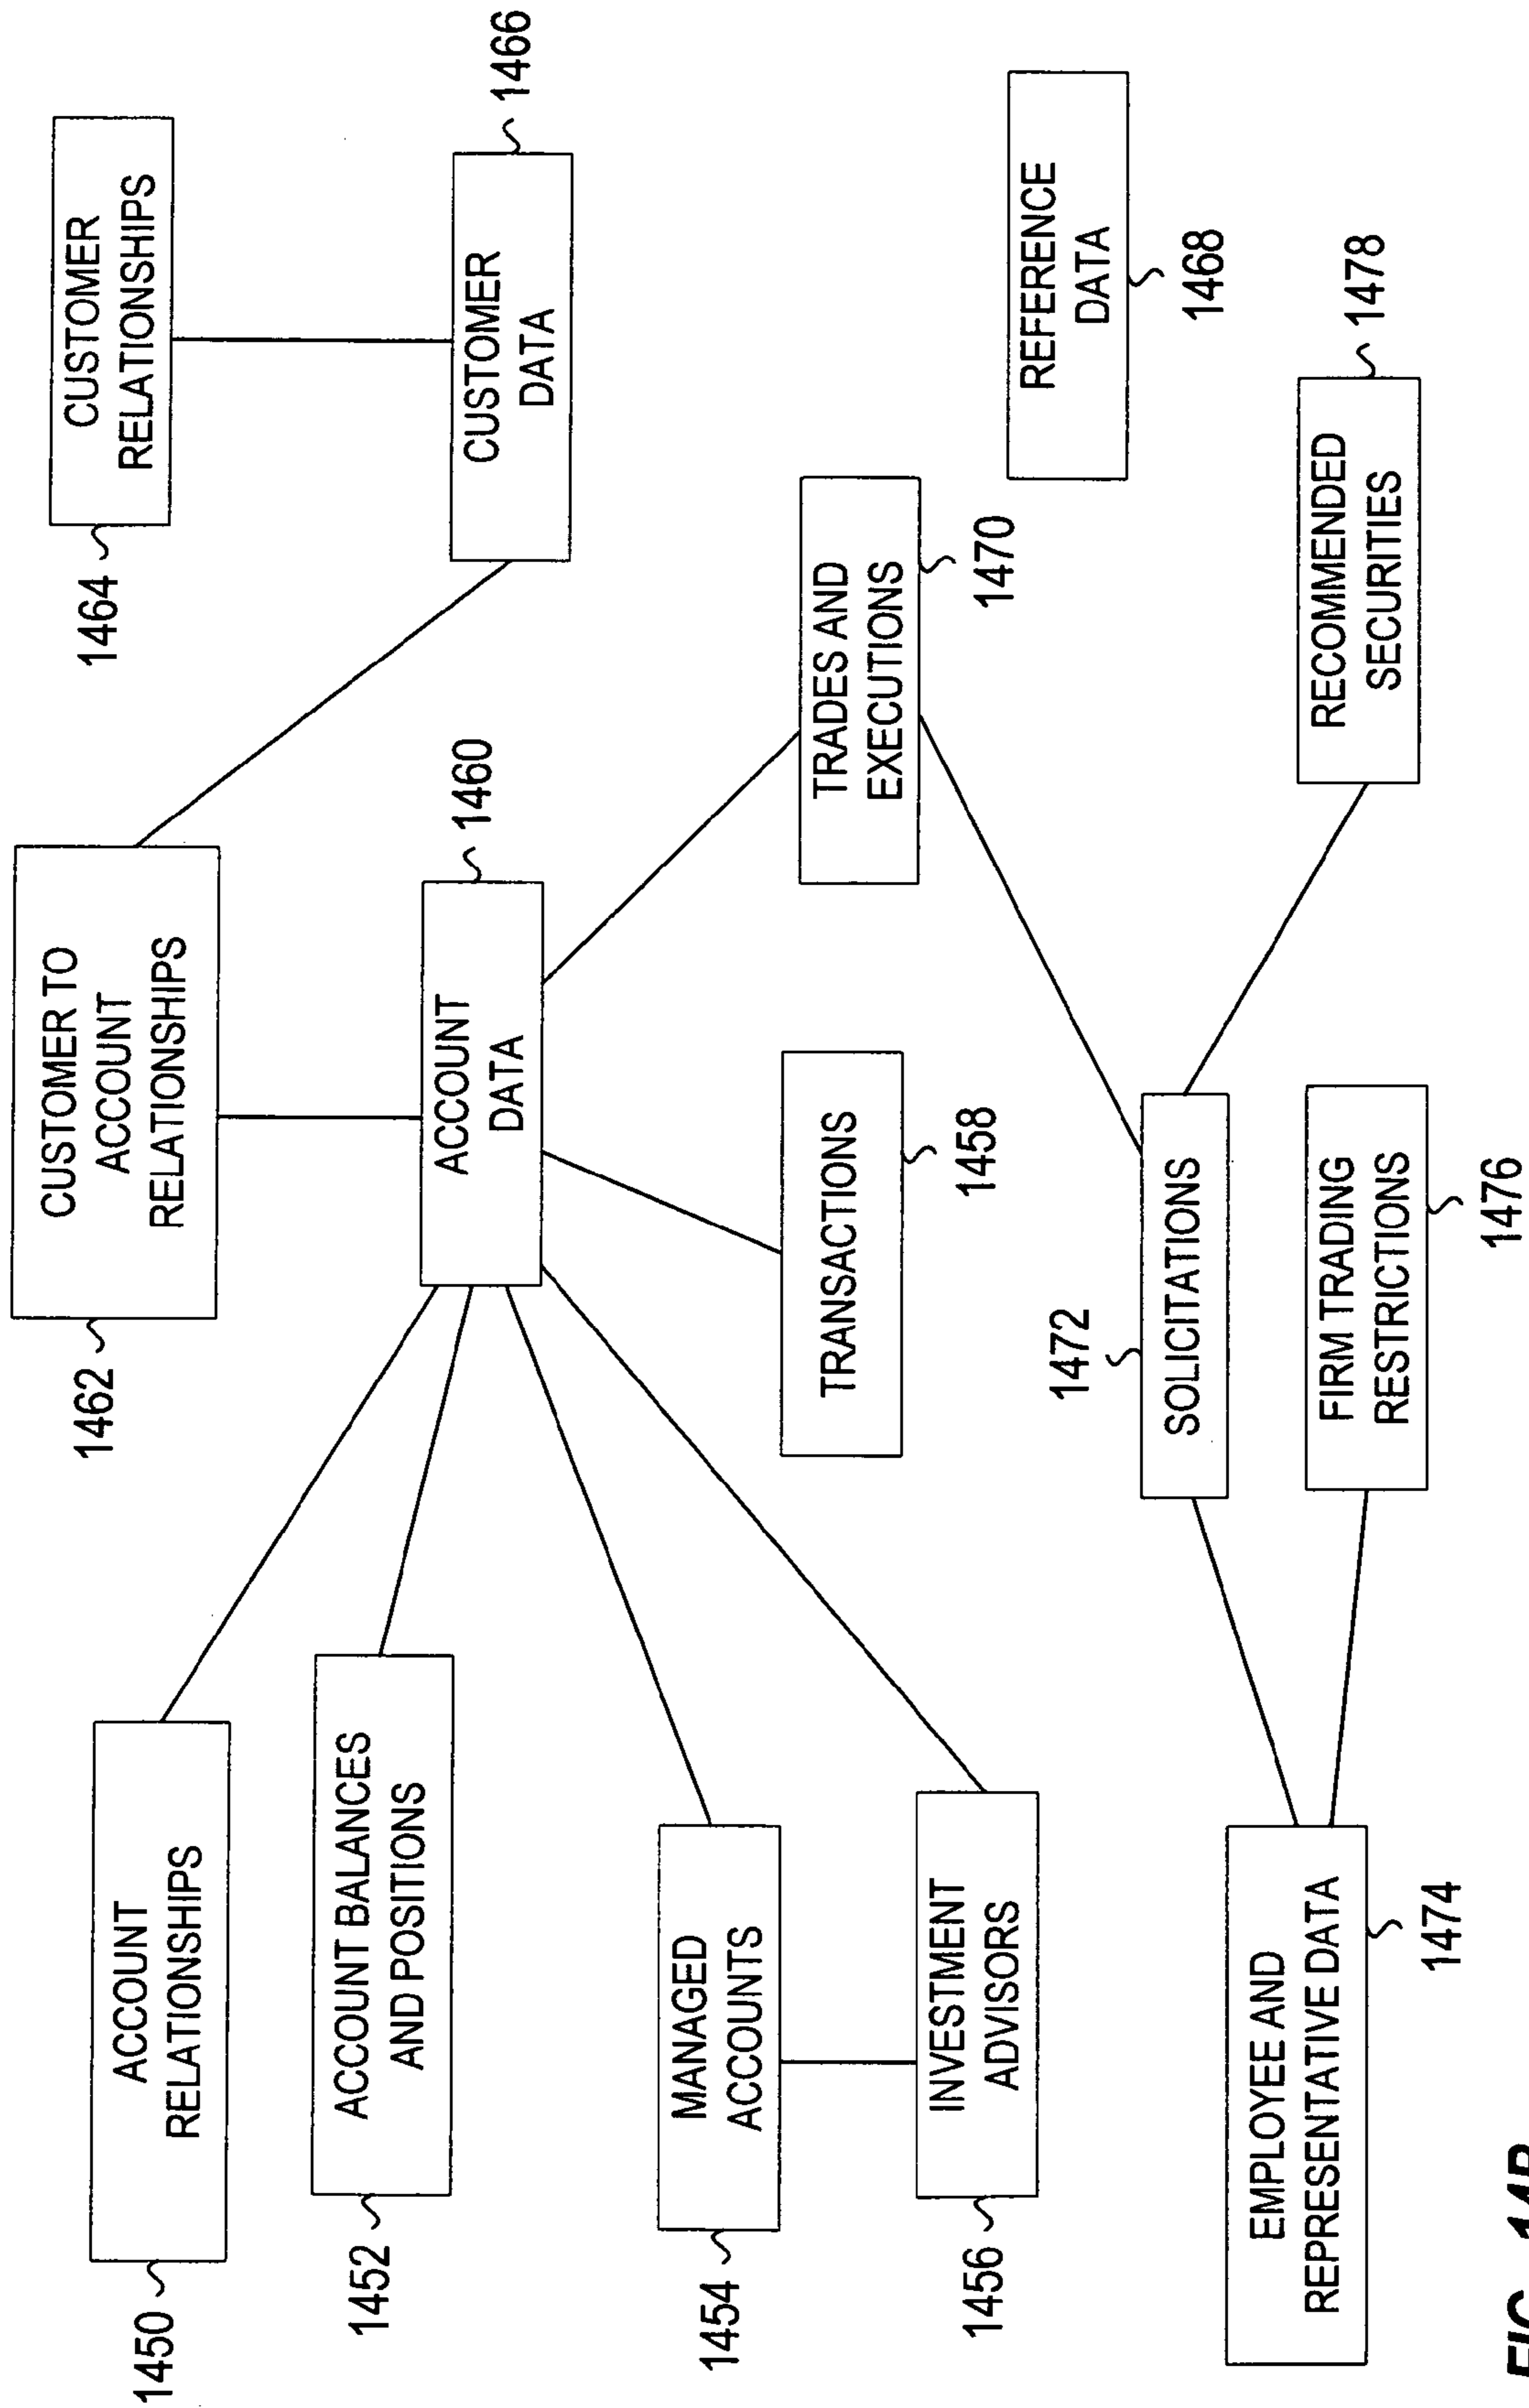 1450
ACCOUNT
RELATIONSHIPS
1462
CUSTOMER TO
ACCOUNT
RELATIONSHIPS
1464
CUSTOMER
RELATIONSHIPS
1452
ACCOUNT BALANCES
AND POSITIONS
ACCOUNT
DATA
1460
CUSTOMER
DATA
1466
1454
MANAGED
ACCOUNTS
TRANSACTIONS
1458
TRADES AND
EXECUTIONS
1470
1456
INVESTMENT
ADVISORS
REFERENCE
DATA
1468
1472
SOLICITATIONS
EMPLOYEE AND
REPRESENTATIVE DATA
1474
FIRM TRADING
RESTRICTIONS
1476
RECOMMENDED
SECURITIES
1478
FIG. 14B